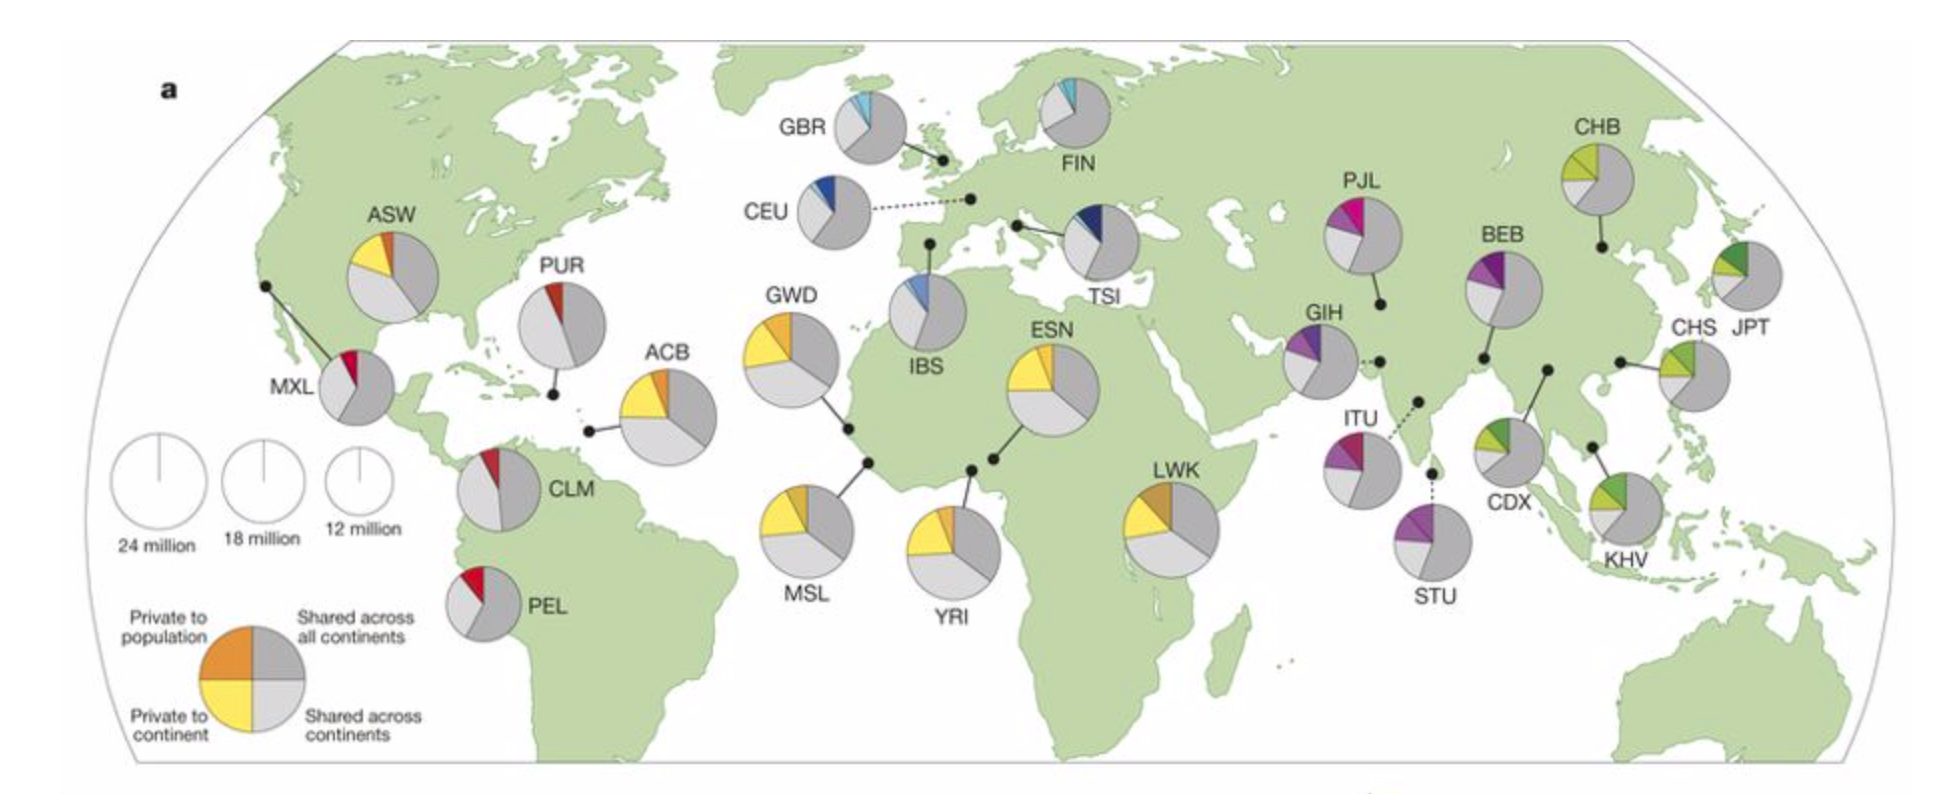 a
GBR
FIN
CHB
CEU
PJL
ASW
BEB
PUR
TSI
GWD
GIH
CHS JPT
ESN
ACB
IBS
MXL
ITU
LWK
CLM
CDX
24 million
18 million
12 million
KHV
MSL
STU
PEL
YRI
Private to
population
Shared across
all continents
Private to
continent
Shared across
continents